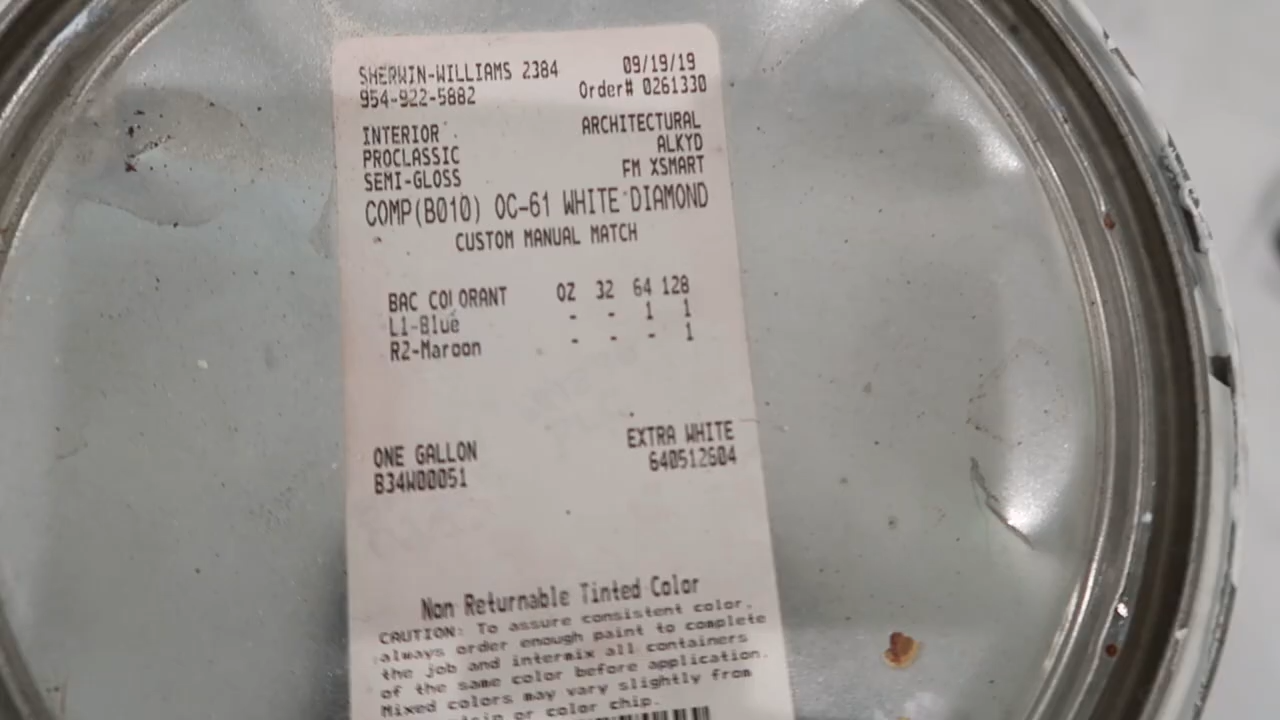 SHERWIN-WILLIAMS 2384 09/19/19
954-922-5882 Order# 0261330
INTERIOR ARCHITECTURAL
PROCLASSIC ALKYD
SEMI-GLOSS FM XSMART
COMP(B010) OC-61 WHITE DIAMOND
CUSTOM MANUAL MATCH
BAC COLORANT OZ 32 64 128
L1-Blue - - 1 1
R2-Maroon - - - 1
ONE GALLON EXTRA WHITE
B34W00051 640512604
Non Returnable Tinted Color
CAUTION: To assure consistent color,
always order enough paint to complete
the job and intermix all containers
of the same color before application.
Mixed colors may vary slightly from
or color chip.